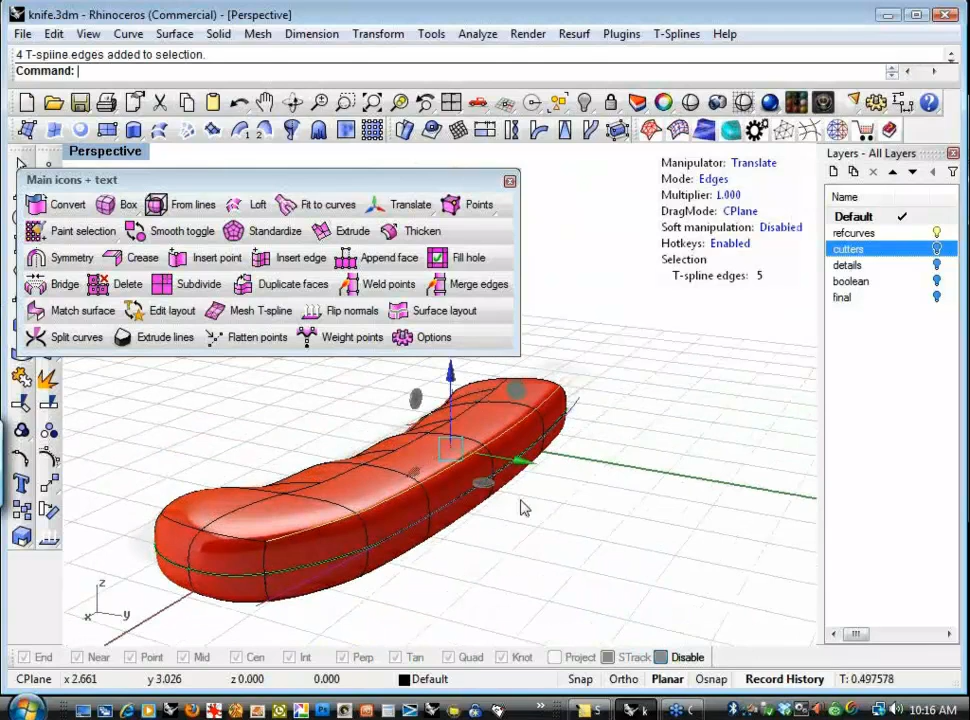 knife.3dm - Rhinoceros (Commercial) - [Perspective]
File Edit View Curve Surface Solid Mesh Dimension Transform Tools Analyze Render Resurf Plugins T-Splines Help
4 T-spline edges added to selection.
Command:
Perspective
Main icons + text
Convert Box From lines Loft Fit to curves Translate Points
Paint selection Smooth toggle Standardize Extrude Thicken
Symmetry Crease Insert point Insert edge Append face Fill hole
Bridge Delete Subdivide Duplicate faces Weld points Merge edges
Match surface Edit layout Mesh T-spline Flip normals Surface layout
Split curves Extrude lines Flatten points Weight points Options
Manipulator: Translate
Mode: Edges
Multiplier: 1.000
DragMode: CPlane
Soft manipulation: Disabled
Hotkeys: Enabled
Selection
T-spline edges: 5
Layers - All Layers
Name
Default
refcurves
cutters
details
boolean
final
z
x
y
End Near Point Mid Cen Int Perp Tan Quad Knot Project STrack Disable
CPlane x 2.661 y 3.026 z 0.000 0.000 Default Snap Ortho Planar Osnap Record History T: 0.497578
S k C 10:16 AM